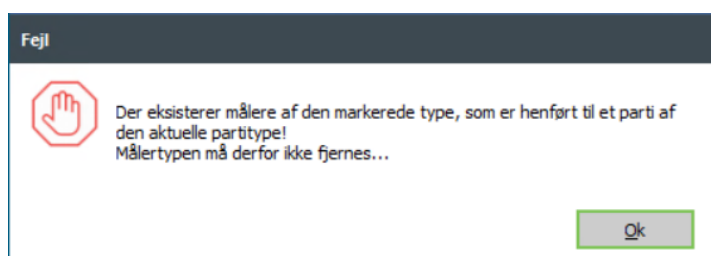 Fejl
Der eksisterer målere af den markerede type, som er henført til et parti af
den aktuelle partitype!
Målertypen må derfor ikke fjernes...
Ok